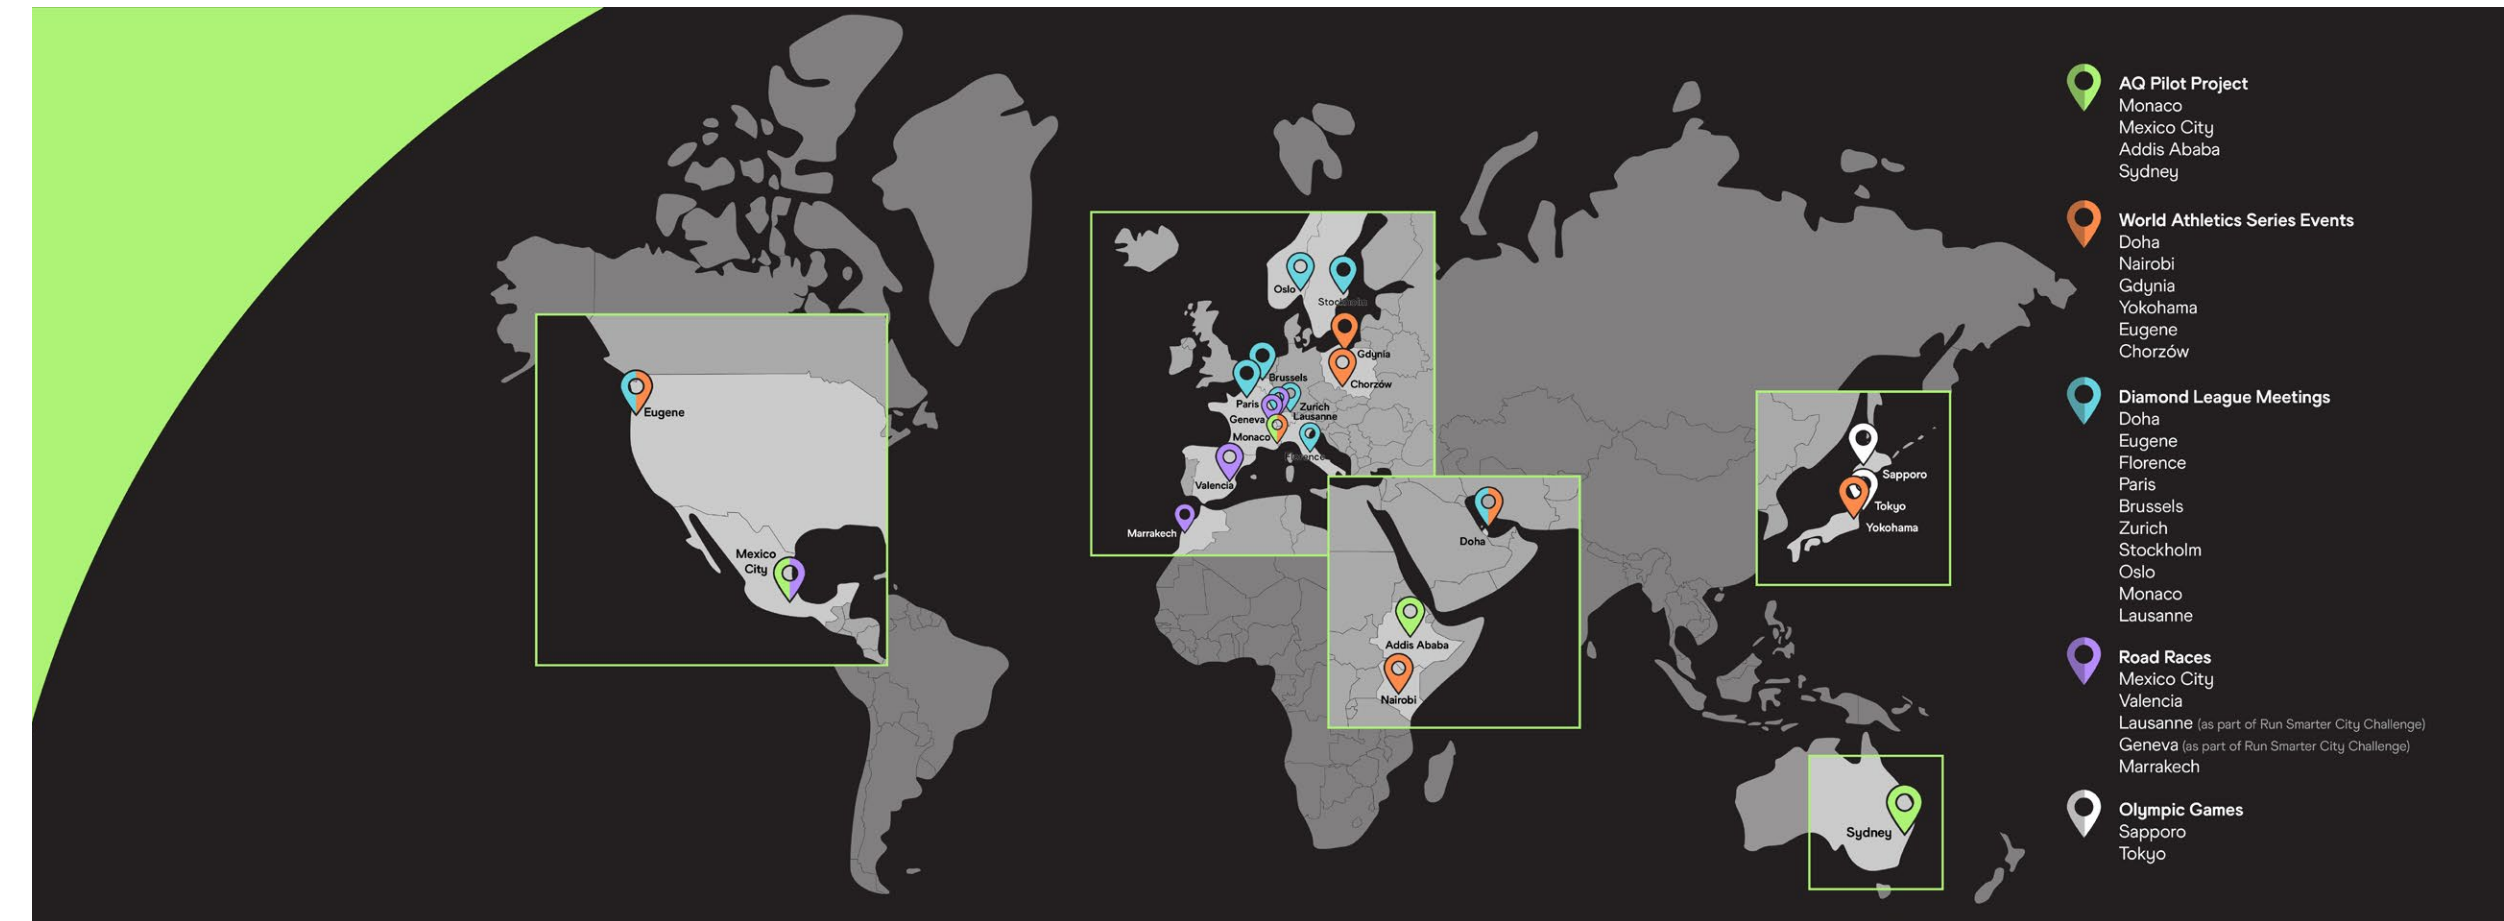 Eugene
Mexico
City
Oslo
Stockholm
Gdynia
Chorzów
Brussels
Paris
Zurich
Lausanne
Geneva
Monaco
Florence
Valencia
Marrakech
Doha
Addis Ababa
Nairobi
Sapporo
Tokyo
Yokohama
Sydney
AQ Pilot Project
Monaco
Mexico City
Addis Ababa
Sydney
World Athletics Series Events
Doha
Nairobi
Gdynia
Yokohama
Eugene
Chorzów
Diamond League Meetings
Doha
Eugene
Florence
Paris
Brussels
Zurich
Stockholm
Oslo
Monaco
Lausanne
Road Races
Mexico City
Valencia
Lausanne (as part of Run Smarter City Challenge)
Geneva (as part of Run Smarter City Challenge)
Marrakech
Olympic Games
Sapporo
Tokyo